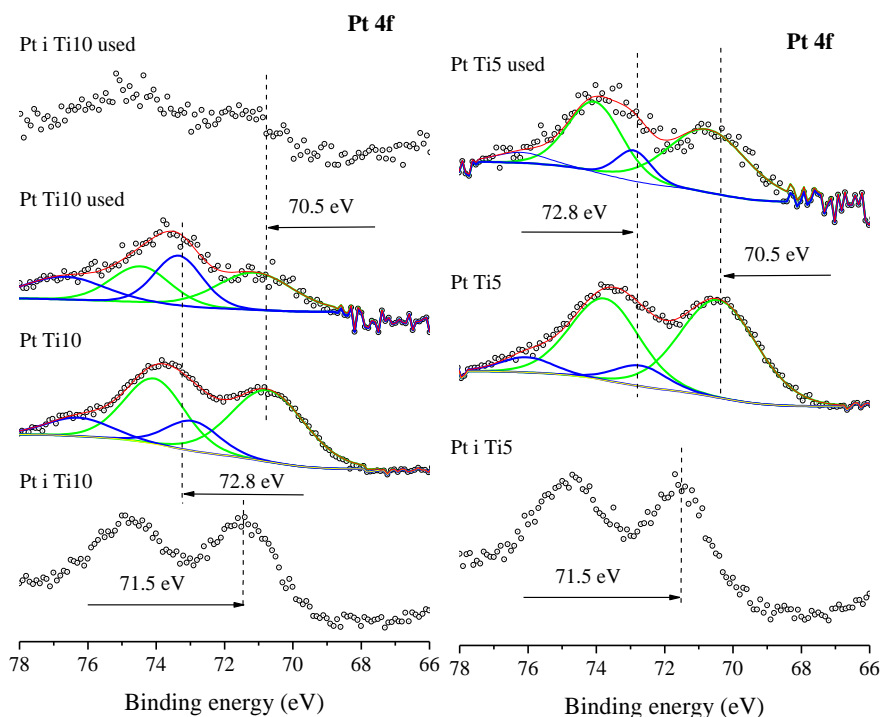 Pt 4f
Pt i Ti10 used
Pt Ti10 used
70.5 eV
Pt Ti10
72.8 eV
Pt i Ti10
71.5 eV
78 76 74 72 70 68 66
Binding energy (eV)
Pt 4f
Pt Ti5 used
72.8 eV
70.5 eV
Pt Ti5
Pt i Ti5
71.5 eV
78 76 74 72 70 68 66
Binding energy (eV)